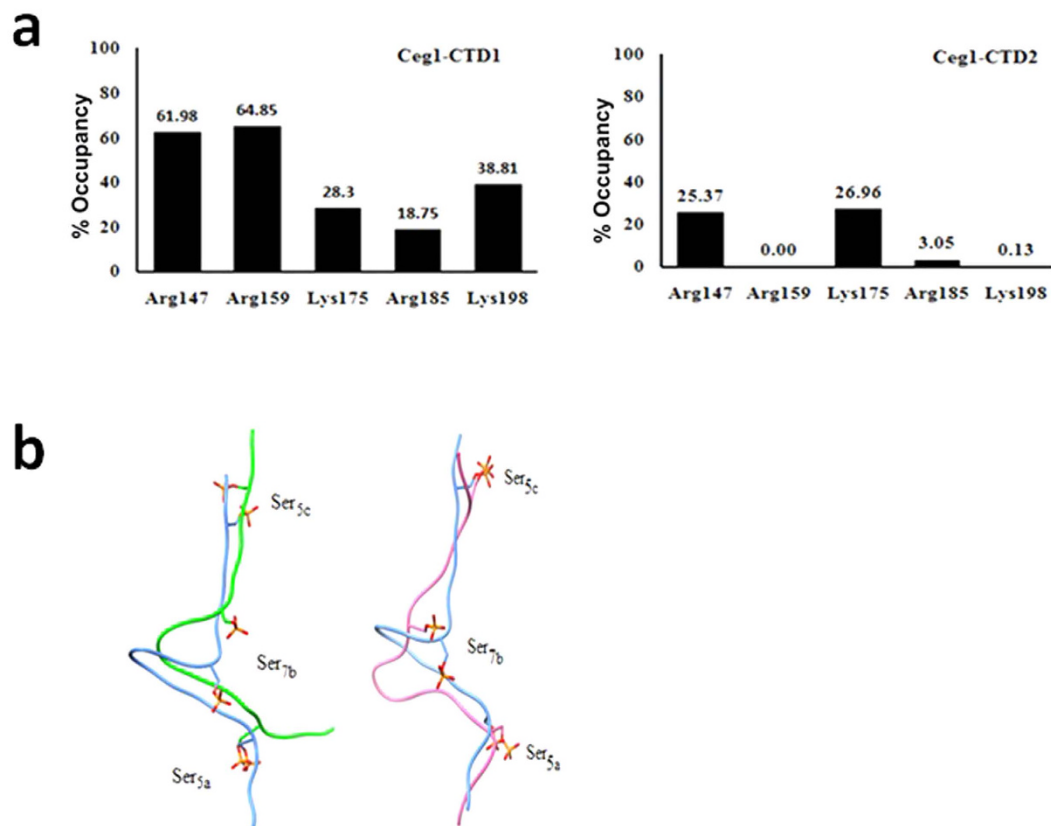 a
Ceg1-CTD1
% Occupancy
100
80
60
40
20
0
61.98
64.85
28.3
18.75
38.81
Arg147 Arg159 Lys175 Arg185 Lys198
Ceg1-CTD2
% Occupancy
100
80
60
40
20
0
25.37
0.00
26.96
3.05
0.13
Arg147 Arg159 Lys175 Arg185 Lys198
b
Ser5c
Ser7b
Ser5a
Ser5c
Ser7b
Ser5a